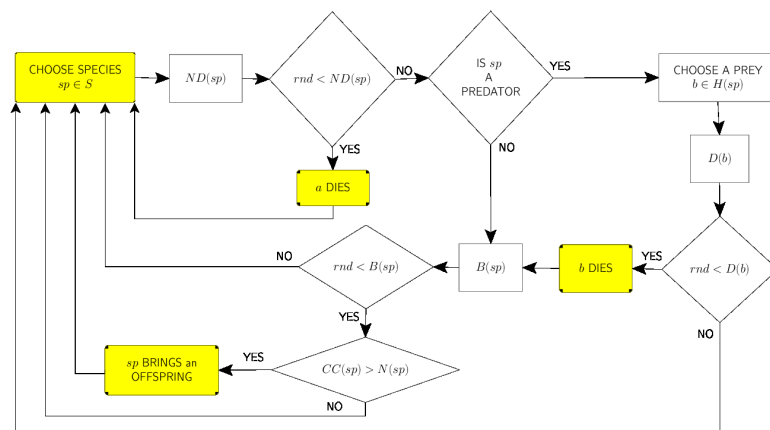 CHOOSE SPECIES
sp ∈ S
ND(sp)
rnd < ND(sp)
NO
IS sp
A
PREDATOR
YES
CHOOSE A PREY
b ∈ H(sp)
YES
NO
D(b)
a DIES
NO
rnd < B(sp)
B(sp)
b DIES
YES
rnd < D(b)
YES
NO
sp BRINGS an
OFFSPRING
YES
CC(sp) > N(sp)
NO